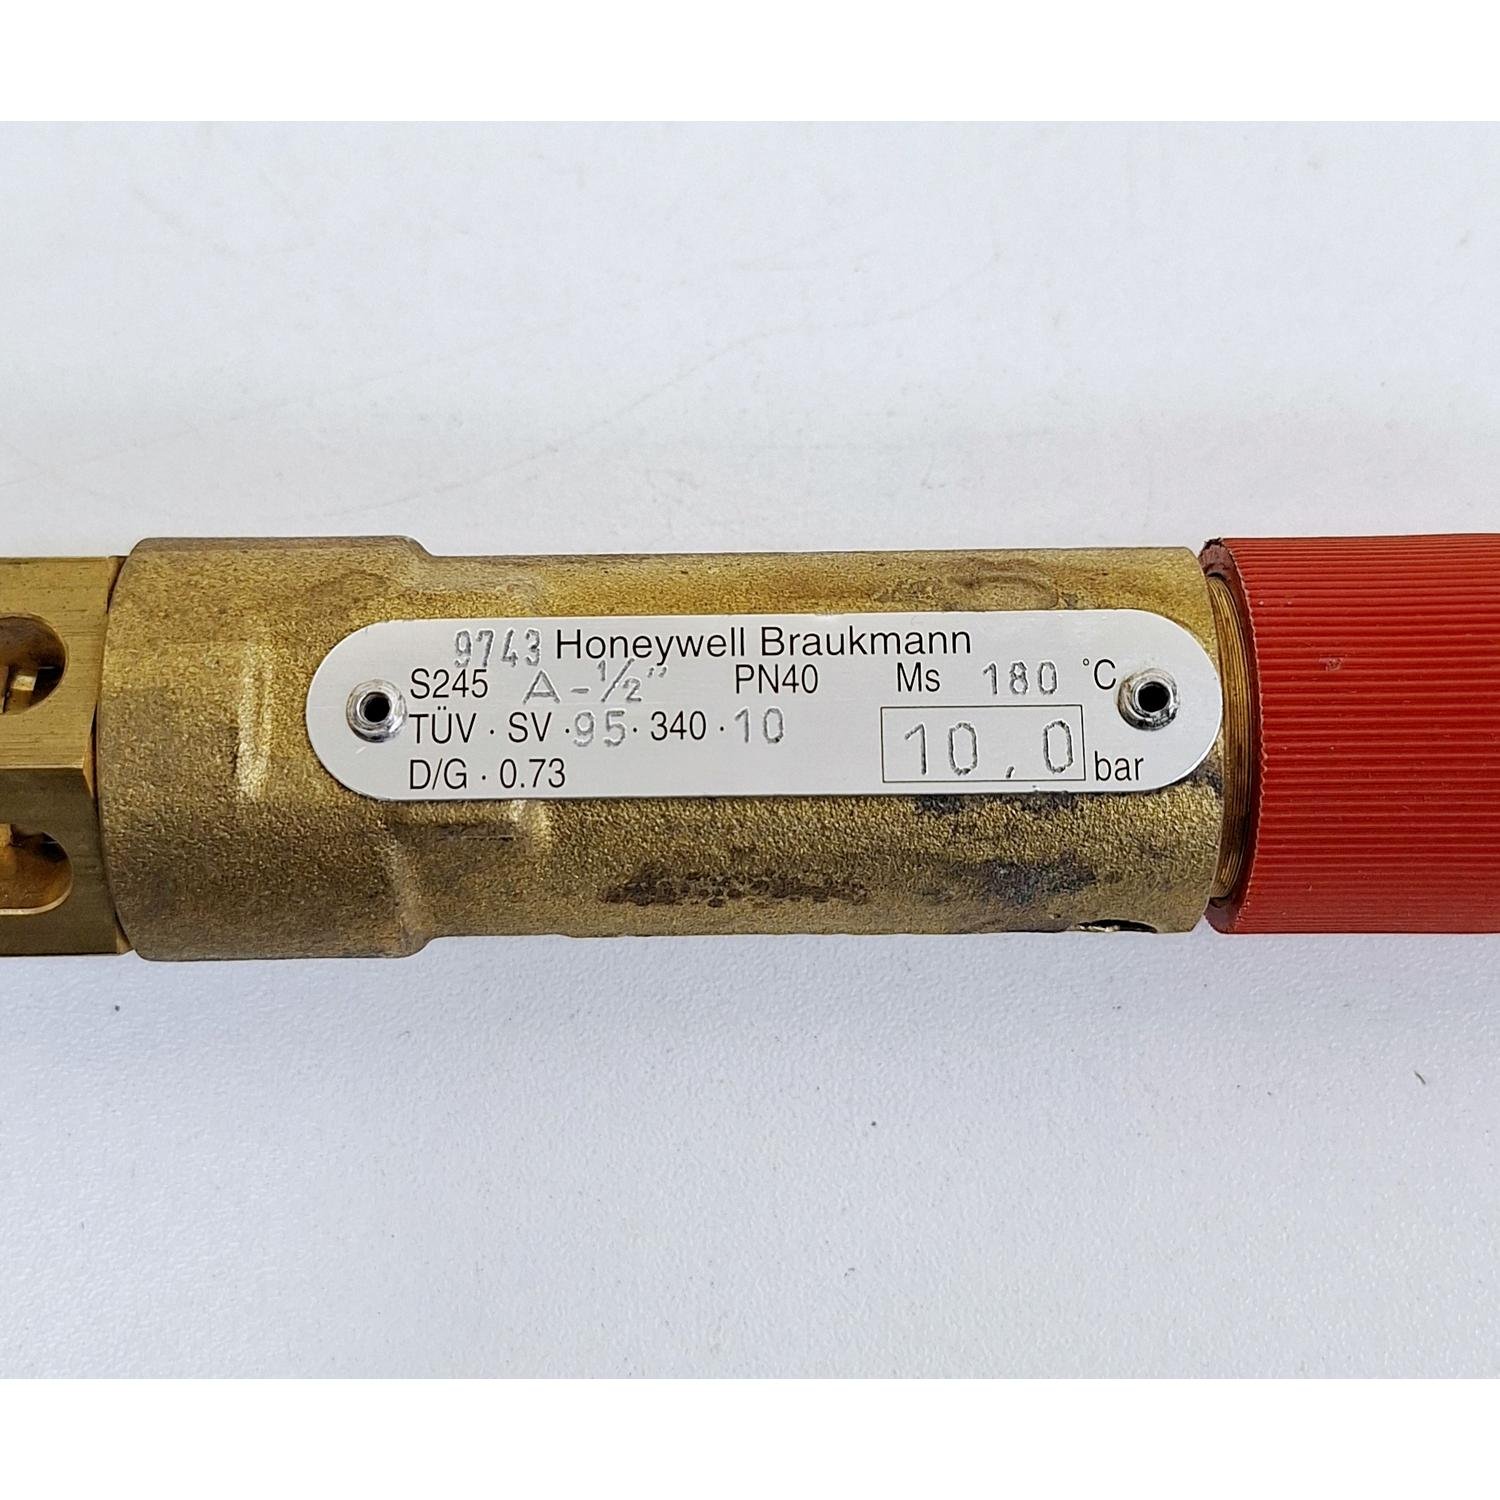 9743 Honeywell Braukmann
S245 A-½" PN40 Ms 180 °C
TÜV · SV · 95 · 340 · 10
D/G · 0.73
10,0 bar